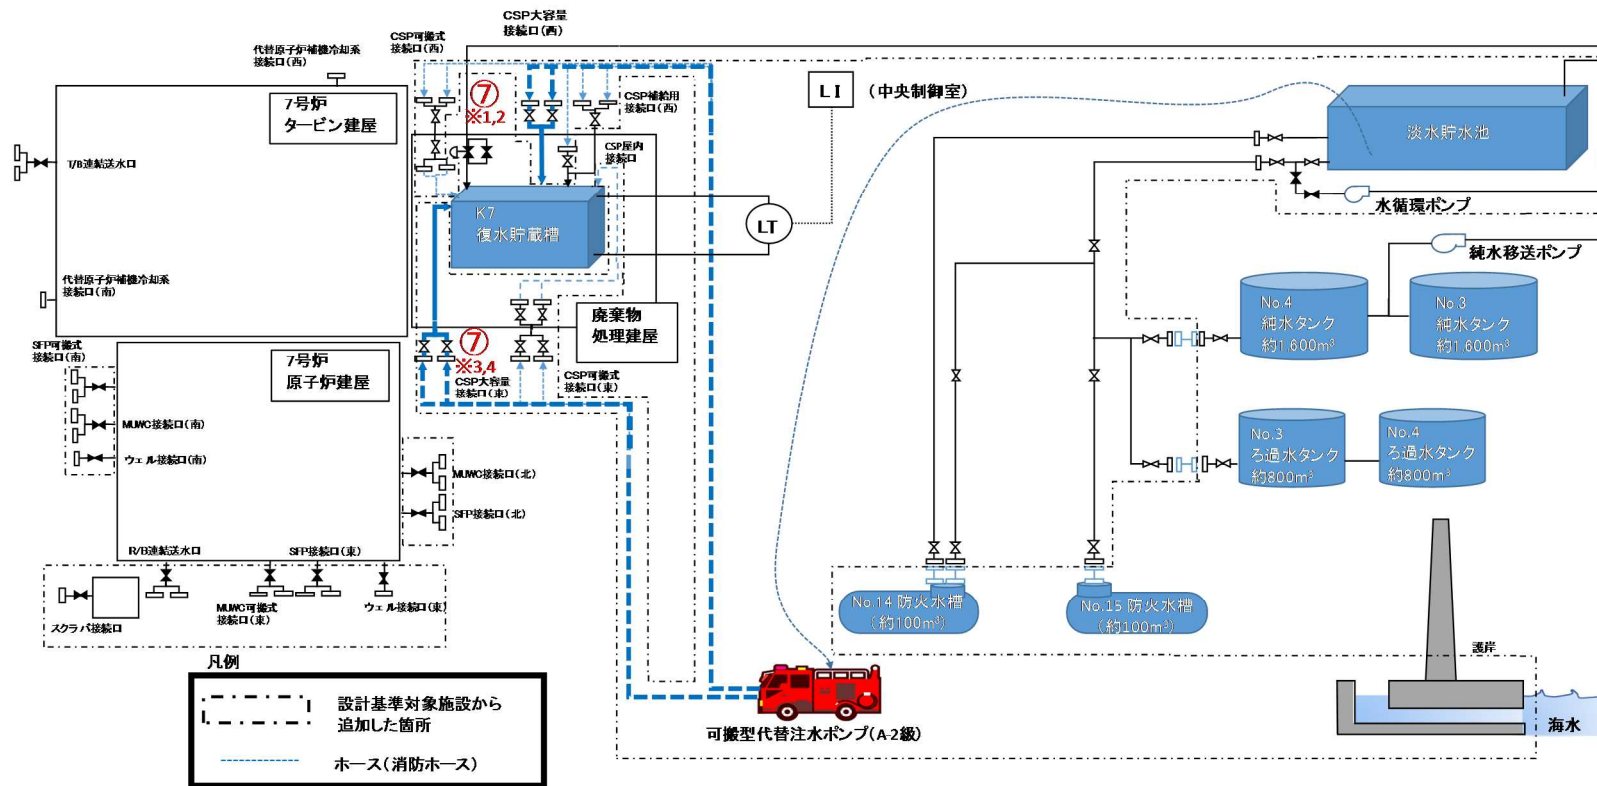 CSP大容量
接続口(西)
CSP可搬式
接続口(西)
代替原子炉補機冷却系
接続口(西)
7号炉
タービン建屋
T/B連結送水口
代替原子炉補機冷却系
接続口(南)
⑦
※1,2
CSP補給用
接続口(西)
CSP屋内
接続口
K7
復水貯蔵槽
LI
(中央制御室)
LT
淡水貯水池
水循環ポンプ
純水移送ポンプ
No.4
純水タンク
約1,600m³
No.3
純水タンク
約1,600m³
No.3
ろ過水タンク
約800m³
No.4
ろ過水タンク
約800m³
廃棄物
処理建屋
⑦
※3,4
CSP大容量
接続口(東)
CSP可搬式
接続口(東)
SFP可搬式
接続口(南)
7号炉
原子炉建屋
MUWC接続口(南)
ウェル接続口(南)
MUWC接続口(北)
SFP接続口(北)
R/B連結送水口
SFP接続口(東)
MUWC可搬式
接続口(東)
ウェル接続口(東)
スクラバ接続口
No.14 防火水槽
(約100m³)
No.15 防火水槽
(約100m³)
護岸
海水
可搬型代替注水ポンプ(A-2級)
凡例
設計基準対象施設から
追加した箇所
ホース(消防ホース)